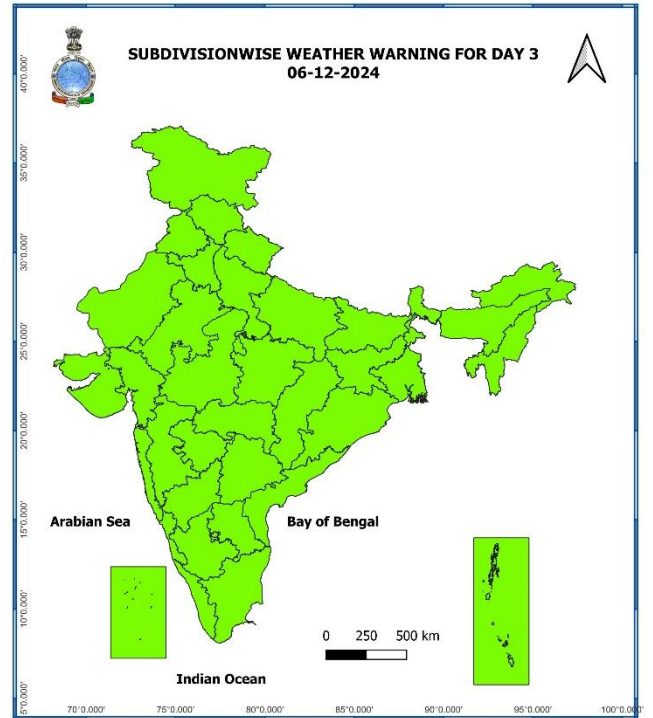 SUBDIVISIONWISE WEATHER WARNING FOR DAY 3
06-12-2024
40°0.000'
35°0.000'
30°0.000'
25°0.000'
20°0.000'
15°0.000'
10°0.000'
5°0.000'
Arabian Sea
Bay of Bengal
0 250 500 km
Indian Ocean
70°0.000' 75°0.000' 80°0.000' 85°0.000' 90°0.000' 95°0.000' 100°0.000'